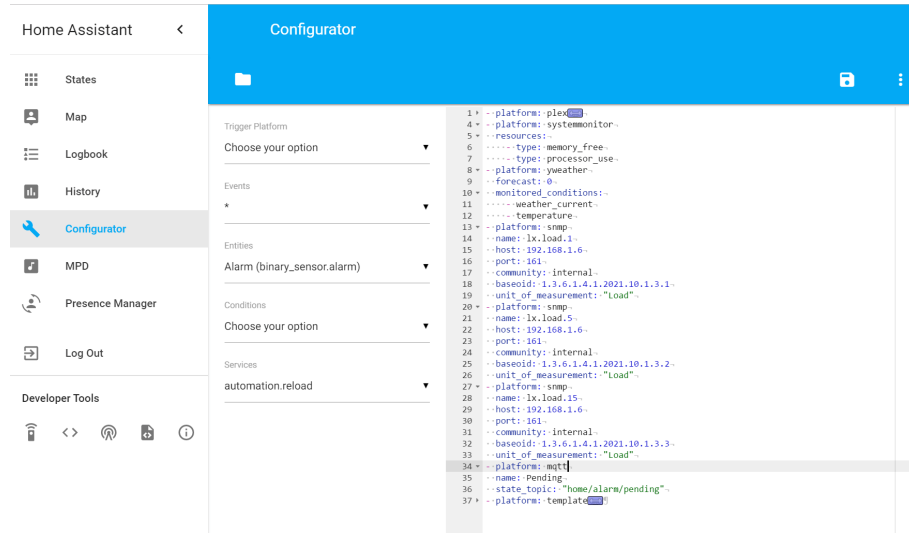 Home Assistant
Configurator
States
Map
Logbook
History
Configurator
MPD
Presence Manager
Log Out
Developer Tools
Trigger Platform
Choose your option
Events
*
Entities
Alarm (binary_sensor.alarm)
Conditions
Choose your option
Services
automation.reload
1 - platform: plex
4 - platform: systemmonitor
5 resources:
6 - type: memory_free
7 - type: processor_use
8 - platform: yweather
9 forecast: 0
10 monitored_conditions:
11 - weather_current
12 - temperature
13 - platform: snmp
14 name: lx.load.1
15 host: 192.168.1.6
16 port: 161
17 community: internal
18 baseoid: 1.3.6.1.4.1.2021.10.1.3.1
19 unit_of_measurement: "Load"
20 - platform: snmp
21 name: lx.load.5
22 host: 192.168.1.6
23 port: 161
24 community: internal
25 baseoid: 1.3.6.1.4.1.2021.10.1.3.2
26 unit_of_measurement: "Load"
27 - platform: snmp
28 name: lx.load.15
29 host: 192.168.1.6
30 port: 161
31 community: internal
32 baseoid: 1.3.6.1.4.1.2021.10.1.3.3
33 unit_of_measurement: "Load"
34 - platform: mqtt
35 name: Pending
36 state_topic: "home/alarm/pending"
37 - platform: template